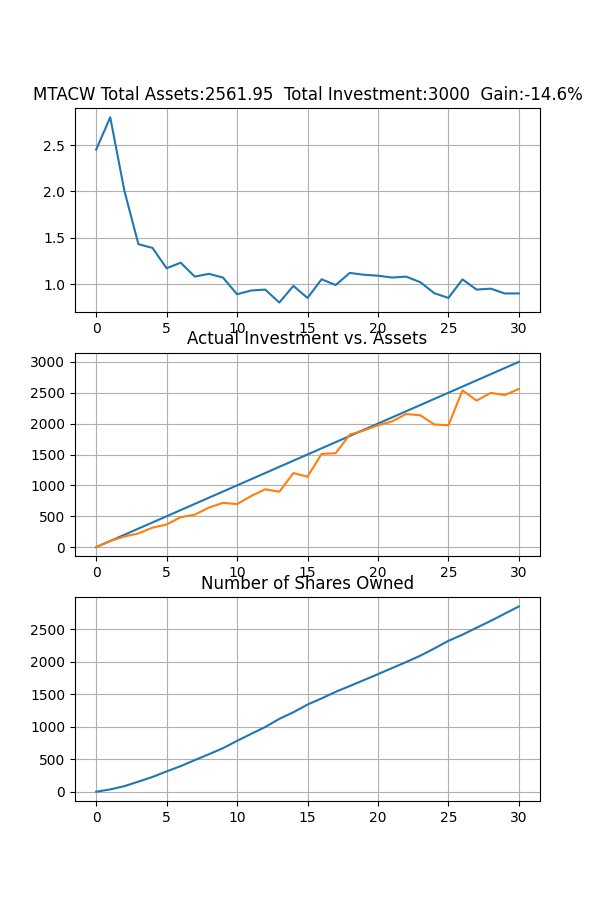 MTACW Total Assets:2561.95  Total Investment:3000  Gain:-14.6%
2.5
2.0
1.5
1.0
0 5 10 15 20 25 30
Actual Investment vs. Assets
3000
2500
2000
1500
1000
500
0
0 5 10 15 20 25 30
Number of Shares Owned
2500
2000
1500
1000
500
0
0 5 10 15 20 25 30